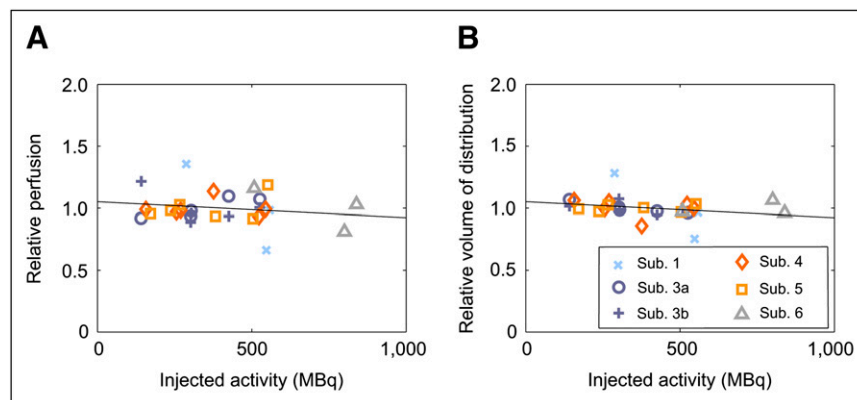 A
B
2.0
1.5
1.0
0.5
0
Relative perfusion
0
500
1,000
Injected activity (MBq)
2.0
1.5
1.0
0.5
0
Relative volume of distribution
Sub. 1
Sub. 4
Sub. 3a
Sub. 5
Sub. 3b
Sub. 6
0
500
1,000
Injected activity (MBq)